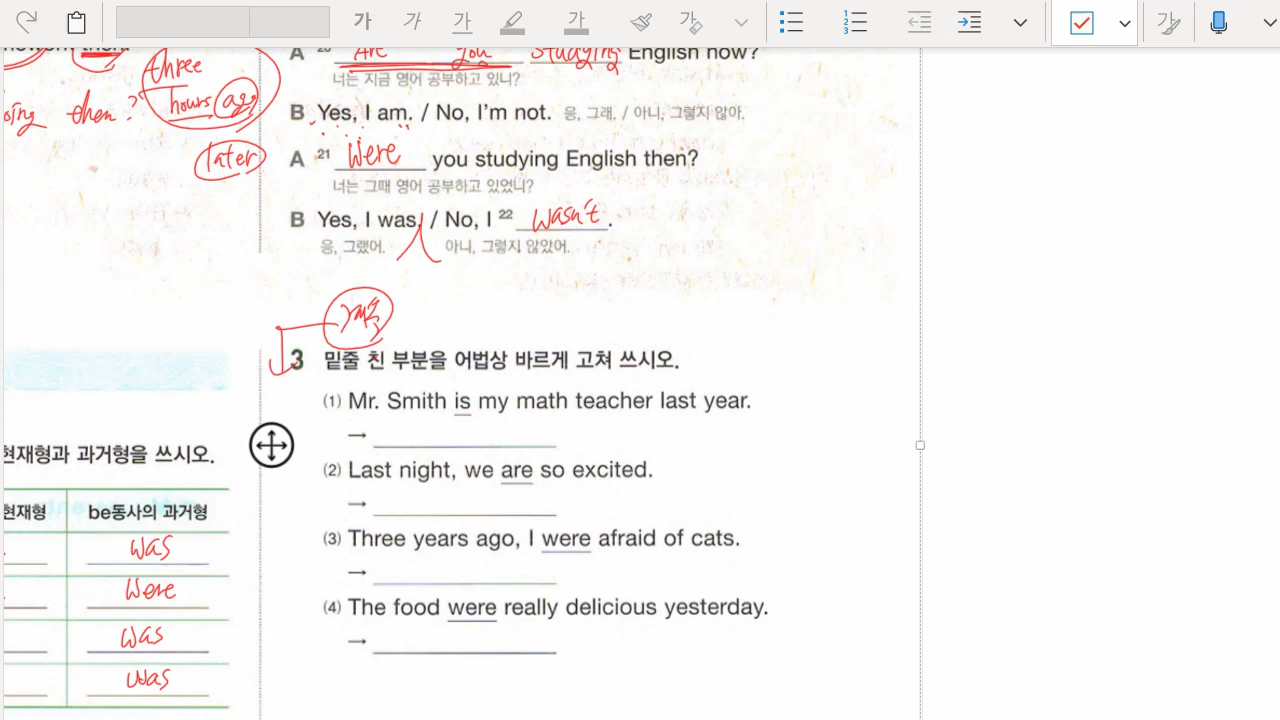 가 가 가 가 가 가
three
hours ago
then?
later
A 20 Are you studying English now?
너는 지금 영어 공부하고 있니?
B Yes, I am. / No, I'm not. 응, 그래. / 아니, 그렇지 않아.
A 21 Were you studying English then?
너는 그때 영어 공부하고 있었니?
B Yes, I was. / No, I 22 wasn't.
응, 그랬어. 아니, 그렇지 않았어.
3 밑줄 친 부분을 어법상 바르게 고쳐 쓰시오.
(1) Mr. Smith is my math teacher last year.
→
(2) Last night, we are so excited.
→
(3) Three years ago, I were afraid of cats.
→
(4) The food were really delicious yesterday.
→
현재형과 과거형을 쓰시오.
현재형 be동사의 과거형
was
were
was
was